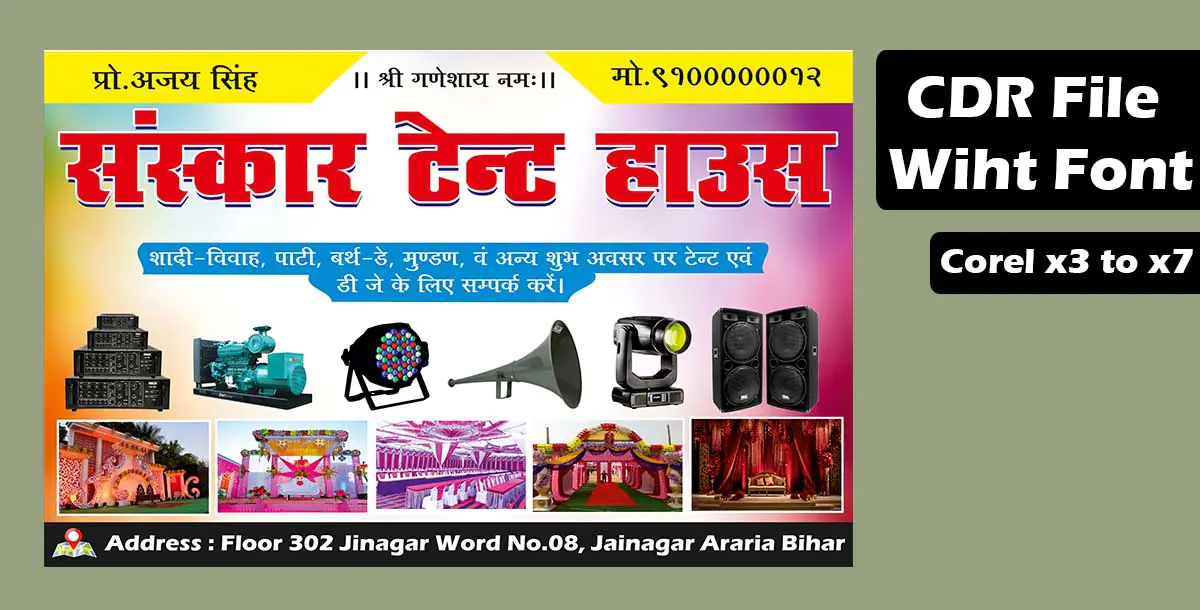 प्रो.अजय सिंह
।। श्री गणेशाय नमः।।
मो.९१०००००००१२
संस्कार टेन्ट हाउस
शादी-विवाह, पाटी, बर्थ-डे, मुण्डण, वं अन्य शुभ अवसर पर टेन्ट एवं
डी जे के लिए सम्पर्क करें।
Address : Floor 302 Jinagar Word No.08, Jainagar Araria Bihar
CDR File
Wiht Font
Corel x3 to x7